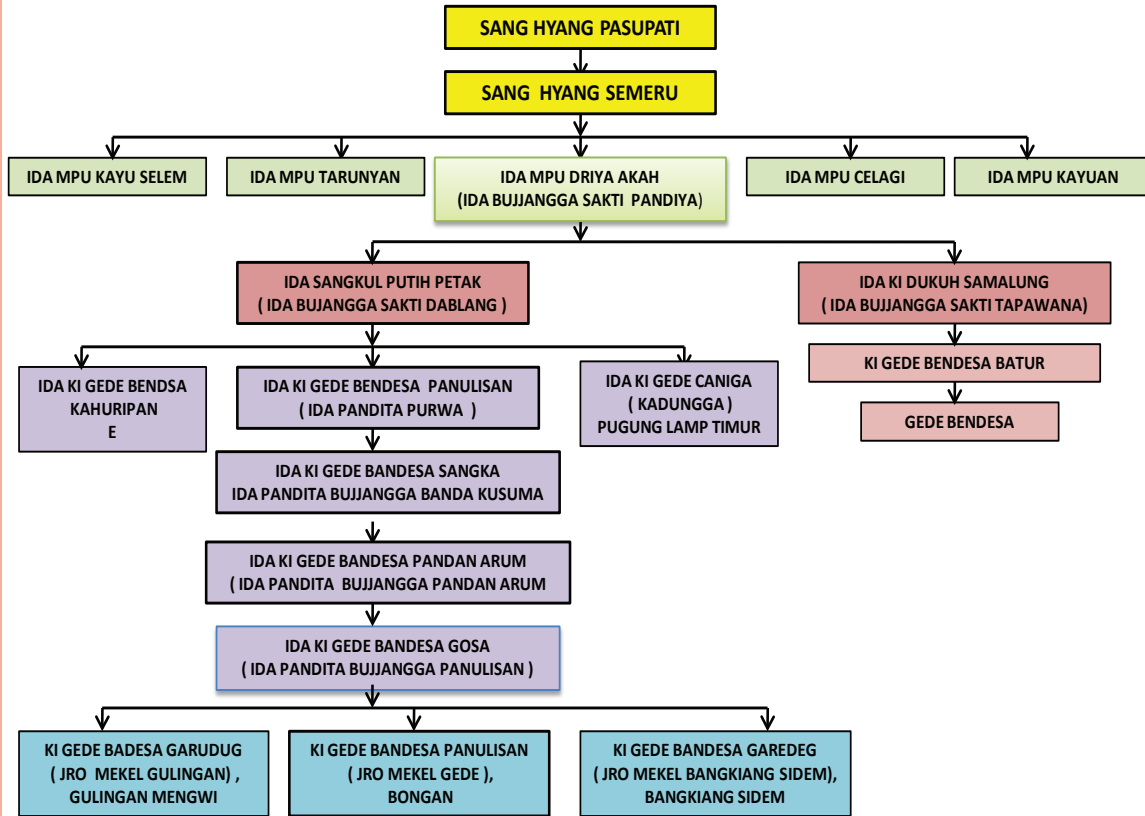 SANG HYANG PASUPATI
SANG HYANG SEMERU
IDA MPU KAYU SELEM
IDA MPU TARUNYAN
IDA MPU DRIYA AKAH
(IDA BUJJANGGA SAKTI PANDIYA)
IDA MPU CELAGI
IDA MPU KAYUAN
IDA SANGKUL PUTIH PETAK
( IDA BUJANGGA SAKTI DABLANG )
IDA KI DUKUH SAMALUNG
( IDA BUJJANGGA SAKTI TAPAWANA)
IDA KI GEDE BENDSA
KAHURIPAN
E
IDA KI GEDE BENDESA PANULISAN
( IDA PANDITA PURWA )
IDA KI GEDE CANIGA
( KADUNGGA )
PUGUNG LAMP TIMUR
KI GEDE BENDESA BATUR
GEDE BENDESA
IDA KI GEDE BANDESA SANGKA
IDA PANDITA BUJJANGGA BANDA KUSUMA
IDA KI GEDE BANDESA PANDAN ARUM
( IDA PANDITA BUJJANGGA PANDAN ARUM
IDA KI GEDE BANDESA GOSA
( IDA PANDITA BUJJANGGA PANULISAN )
KI GEDE BADESA GARUDUG
( JRO MEKEL GULINGAN) ,
GULINGAN MENGWI
KI GEDE BANDESA PANULISAN
( JRO MEKEL GEDE ),
BONGAN
KI GEDE BANDESA GAREDEG
( JRO MEKEL BANGKIANG SIDEM),
BANGKIANG SIDEM